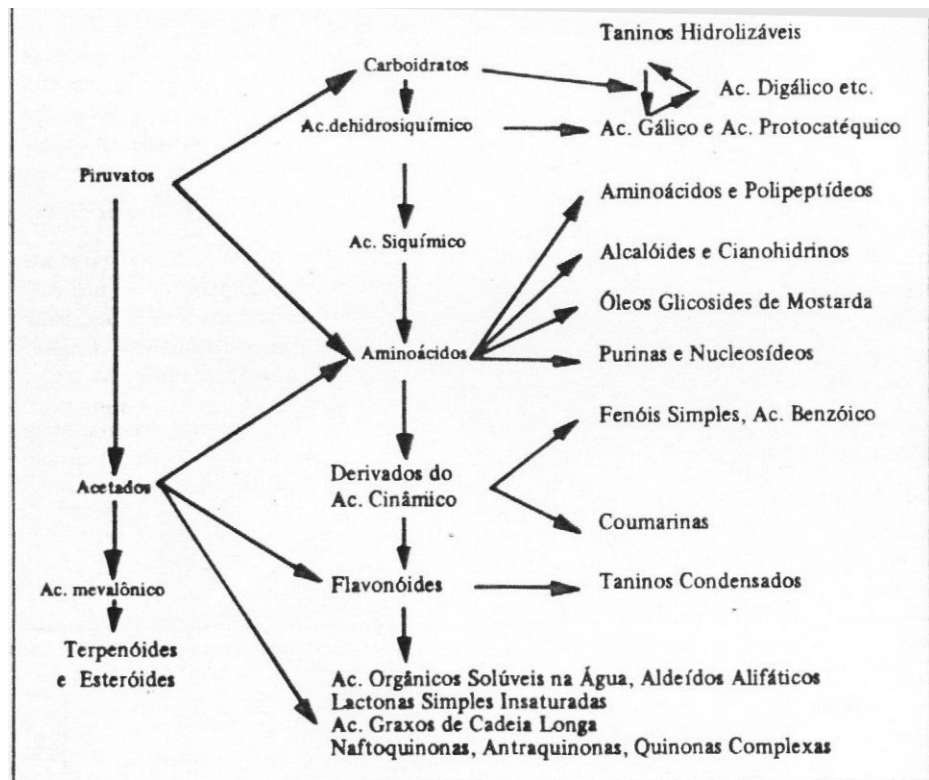 Taninos Hidrolizáveis
Carboidratos
Ac. Digálico etc.
Ac.dehidrosiquímico
Ac. Gálico e Ac. Protocatéquico
Piruvatos
Aminoácidos e Polipeptídeos
Ac. Siquímico
Alcalóides e Cianohidrinos
Óleos Glicosides de Mostarda
Aminoácidos
Purinas e Nucleosídeos
Fenóis Simples, Ac. Benzóico
Acetados
Derivados do
Ac. Cinâmico
Coumarinas
Ac. mevalônico
Flavonóides
Taninos Condensados
Terpenóides
e Esteróides
Ac. Orgânicos Solúveis na Água, Aldeídos Alifáticos
Lactonas Simples Insaturadas
Ac. Graxos de Cadeia Longa
Naftoquinonas, Antraquinonas, Quinonas Complexas